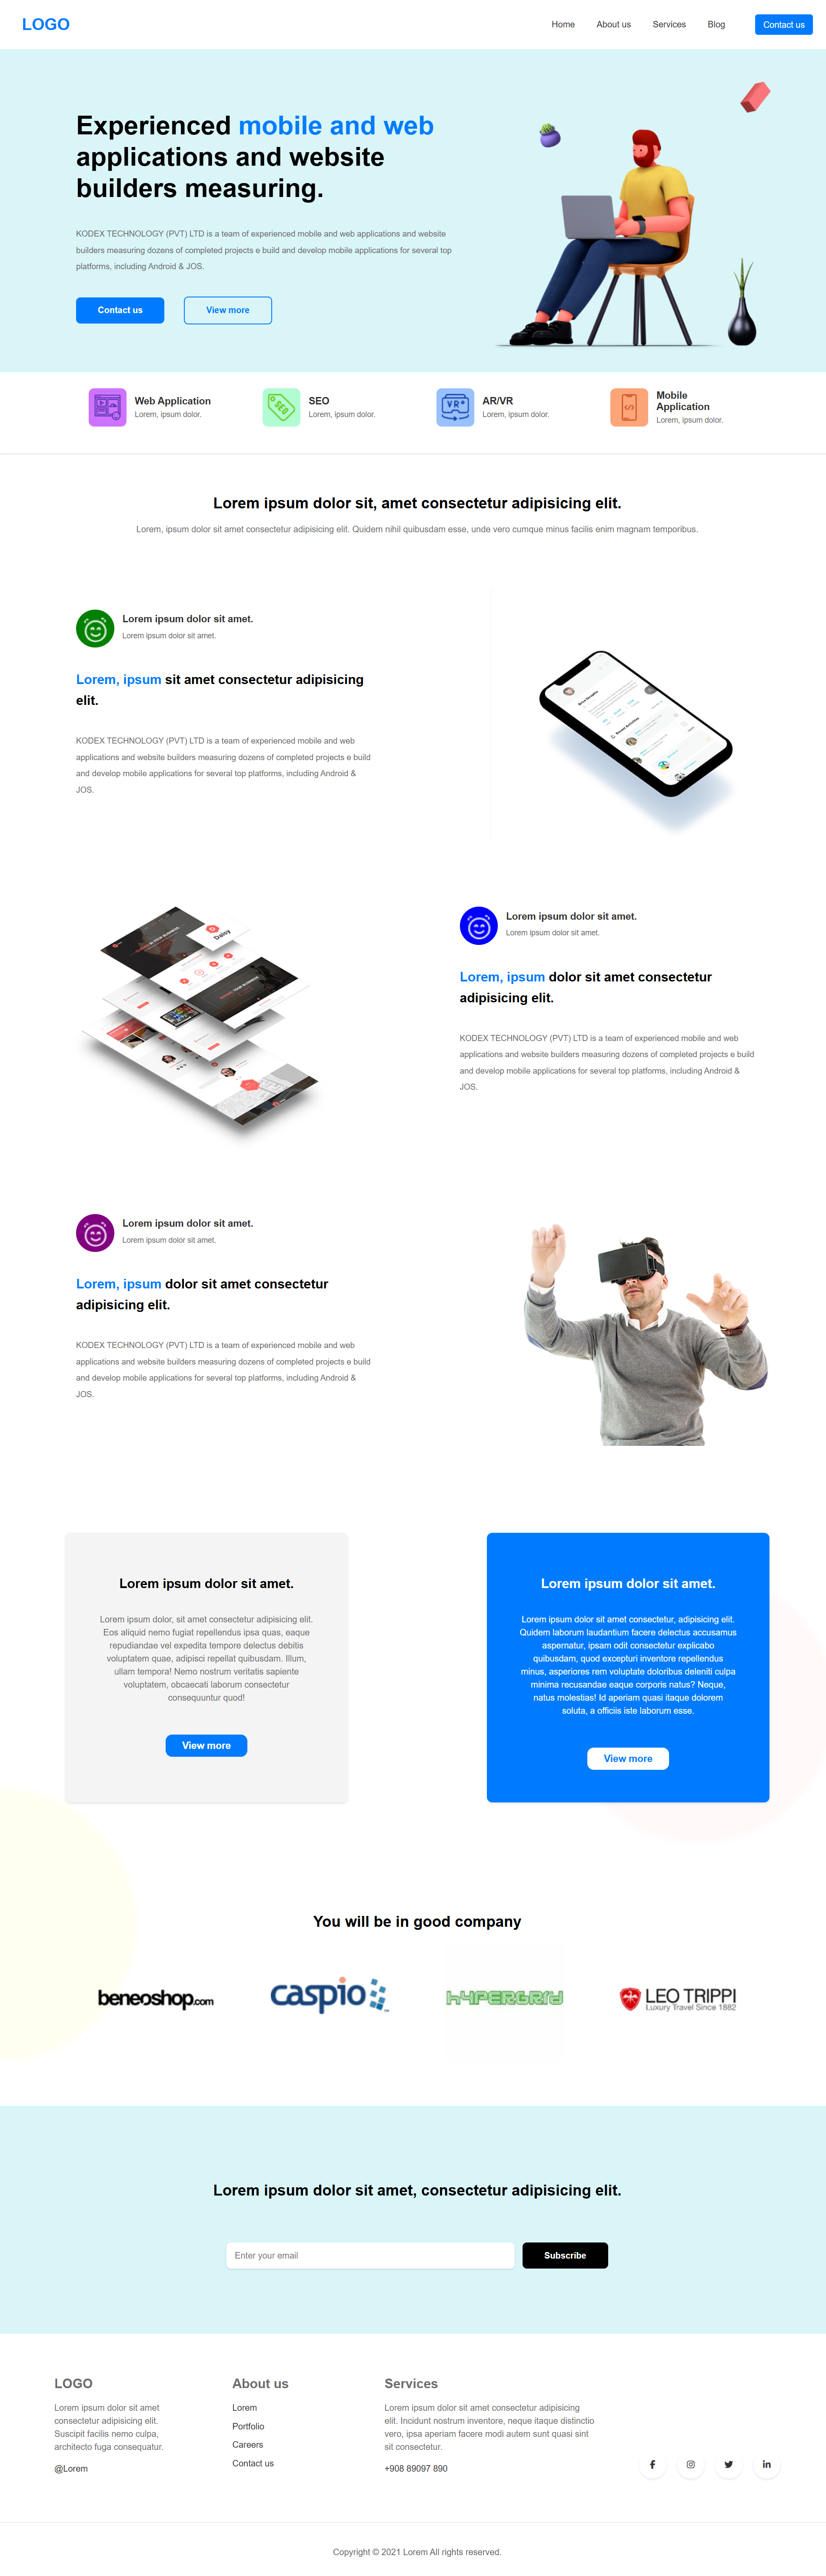 LOGO
Home About us Services Blog Contact us
Experienced mobile and web
applications and website
builders measuring.
KODEX TECHNOLOGY (PVT) LTD is a team of experienced mobile and web applications and website
builders measuring dozens of completed projects e build and develop mobile applications for several top
platforms, including Android & JOS.
Contact us View more
Web Application
Lorem, ipsum dolor.
SEO
SEO
Lorem, ipsum dolor.
VR
AR/VR
Lorem, ipsum dolor.
Mobile
Application
Lorem, ipsum dolor.
Lorem ipsum dolor sit, amet consectetur adipisicing elit.
Lorem, ipsum dolor sit amet consectetur adipisicing elit. Quidem nihil quibusdam esse, unde vero cumque minus facilis enim magnam temporibus.
Lorem ipsum dolor sit amet.
Lorem ipsum dolor sit amet.
Lorem, ipsum sit amet consectetur adipisicing
elit.
KODEX TECHNOLOGY (PVT) LTD is a team of experienced mobile and web
applications and website builders measuring dozens of completed projects e build
and develop mobile applications for several top platforms, including Android &
JOS.
Recent Activities
Daisy
Lorem ipsum dolor sit amet.
Lorem ipsum dolor sit amet.
Lorem, ipsum dolor sit amet consectetur
adipisicing elit.
KODEX TECHNOLOGY (PVT) LTD is a team of experienced mobile and web
applications and website builders measuring dozens of completed projects e build
and develop mobile applications for several top platforms, including Android &
JOS.
Lorem ipsum dolor sit amet.
Lorem ipsum dolor sit amet.
Lorem, ipsum dolor sit amet consectetur
adipisicing elit.
KODEX TECHNOLOGY (PVT) LTD is a team of experienced mobile and web
applications and website builders measuring dozens of completed projects e build
and develop mobile applications for several top platforms, including Android &
JOS.
Lorem ipsum dolor sit amet.
Lorem ipsum dolor, sit amet consectetur adipisicing elit.
Eos aliquid nemo fugiat repellendus ipsa quas, eaque
repudiandae vel expedita tempore delectus debitis
voluptatem quae, adipisci repellat quibusdam. Illum,
ullam tempora! Nemo nostrum veritatis sapiente
voluptatem, obcaecati laborum consectetur
consequuntur quod!
View more
Lorem ipsum dolor sit amet.
Lorem ipsum dolor sit amet consectetur, adipisicing elit.
Quidem laborum laudantium facere delectus accusamus
aspernatur, ipsam odit consectetur explicabo
quibusdam, quod excepturi inventore repellendus
minus, asperiores rem voluptate doloribus deleniti culpa
minima recusandae eaque corporis natus? Neque,
natus molestias! Id aperiam quasi itaque dolorem
soluta, a officiis iste laborum esse.
View more
You will be in good company
beneoshop.com
caspio
hypergrid
LEO TRIPPI
Luxury Travel Since 1882
Lorem ipsum dolor sit amet, consectetur adipisicing elit.
Enter your email Subscribe
LOGO
Lorem ipsum dolor sit amet
consectetur adipisicing elit.
Suscipit facilis nemo culpa,
architecto fuga consequatur.
@Lorem
About us
Lorem
Portfolio
Careers
Contact us
Services
Lorem ipsum dolor sit amet consectetur adipisicing
elit. Incidunt nostrum inventore, neque itaque distinctio
vero, ipsa aperiam facere modi autem sunt quasi sint
sit consectetur.
+908 89097 890
Copyright © 2021 Lorem All rights reserved.